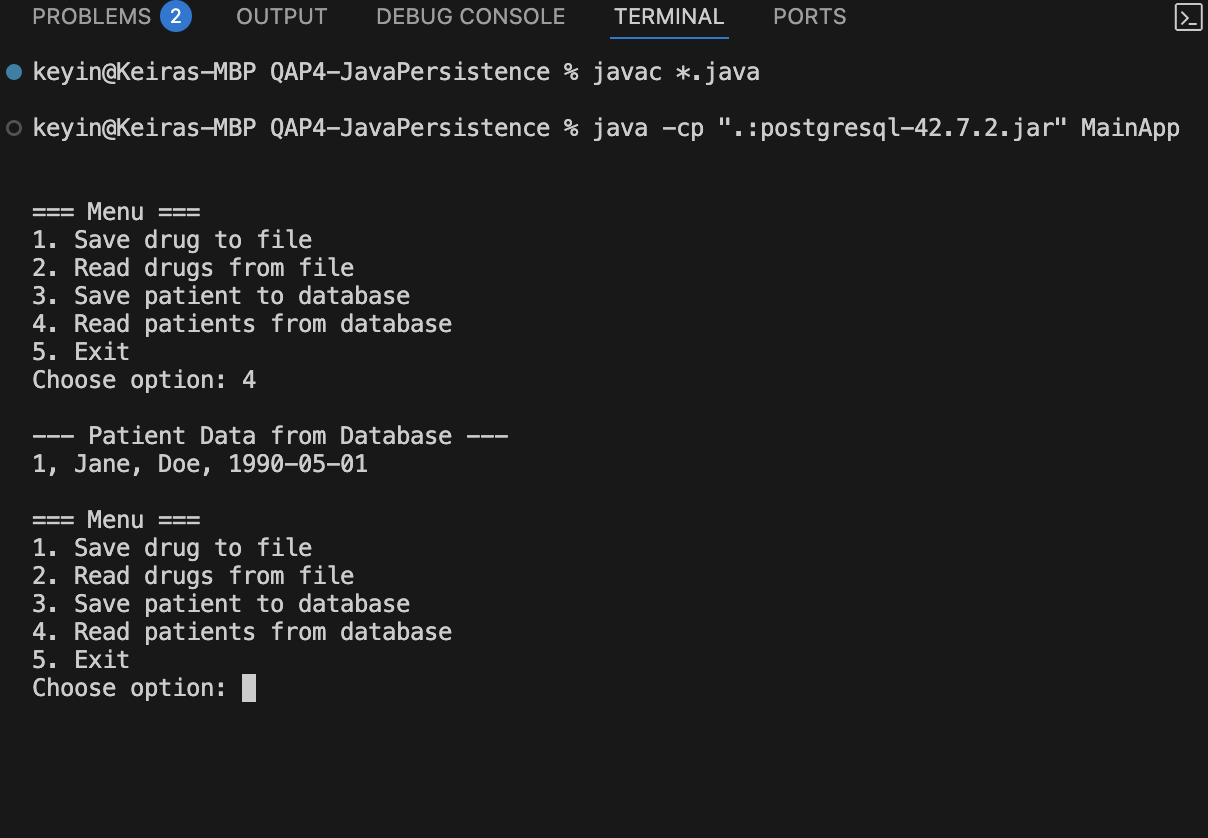 PROBLEMS 2 OUTPUT DEBUG CONSOLE TERMINAL PORTS
keyin@Keiras-MBP QAP4-JavaPersistence % javac *.java
keyin@Keiras-MBP QAP4-JavaPersistence % java -cp ".:postgresql-42.7.2.jar" MainApp
=== Menu ===
1. Save drug to file
2. Read drugs from file
3. Save patient to database
4. Read patients from database
5. Exit
Choose option: 4
--- Patient Data from Database ---
1, Jane, Doe, 1990-05-01
=== Menu ===
1. Save drug to file
2. Read drugs from file
3. Save patient to database
4. Read patients from database
5. Exit
Choose option: